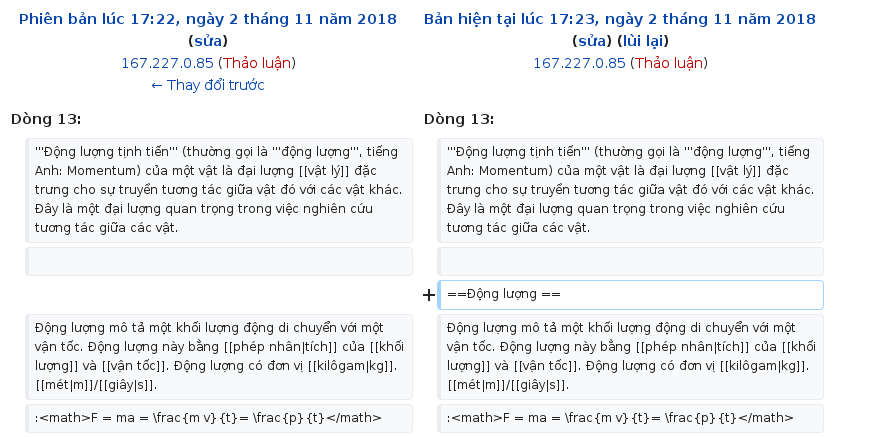 Phiên bản lúc 17:22, ngày 2 tháng 11 năm 2018
(sửa)
167.227.0.85 (Thảo luận)
← Thay đổi trước
Bản hiện tại lúc 17:23, ngày 2 tháng 11 năm 2018
(sửa) (lùi lại)
167.227.0.85 (Thảo luận)
Dòng 13:
Dòng 13:
'''Động lượng tịnh tiến''' (thường gọi là '''động lượng''', tiếng
Anh: Momentum) của một vật là đại lượng [[vật lý]] đặc
trưng cho sự truyền tương tác giữa vật đó với các vật khác.
Đây là một đại lượng quan trọng trong việc nghiên cứu
tương tác giữa các vật.
'''Động lượng tịnh tiến''' (thường gọi là '''động lượng''', tiếng
Anh: Momentum) của một vật là đại lượng [[vật lý]] đặc
trưng cho sự truyền tương tác giữa vật đó với các vật khác.
Đây là một đại lượng quan trọng trong việc nghiên cứu
tương tác giữa các vật.
+ ==Động lượng ==
Động lượng mô tả một khối lượng động di chuyển với một
vận tốc. Động lượng này bằng [[phép nhân|tích]] của [[khối
lượng]] và [[vận tốc]]. Động lượng có đơn vị [[kilôgam|kg]].
[[mét|m]]/[[giây|s]].
Động lượng mô tả một khối lượng động di chuyển với một
vận tốc. Động lượng này bằng [[phép nhân|tích]] của [[khối
lượng]] và [[vận tốc]]. Động lượng có đơn vị [[kilôgam|kg]].
[[mét|m]]/[[giây|s]].
:<math>F = ma = \frac{m v}{t}= \frac{p}{t}</math>
:<math>F = ma = \frac{m v}{t}= \frac{p}{t}</math>